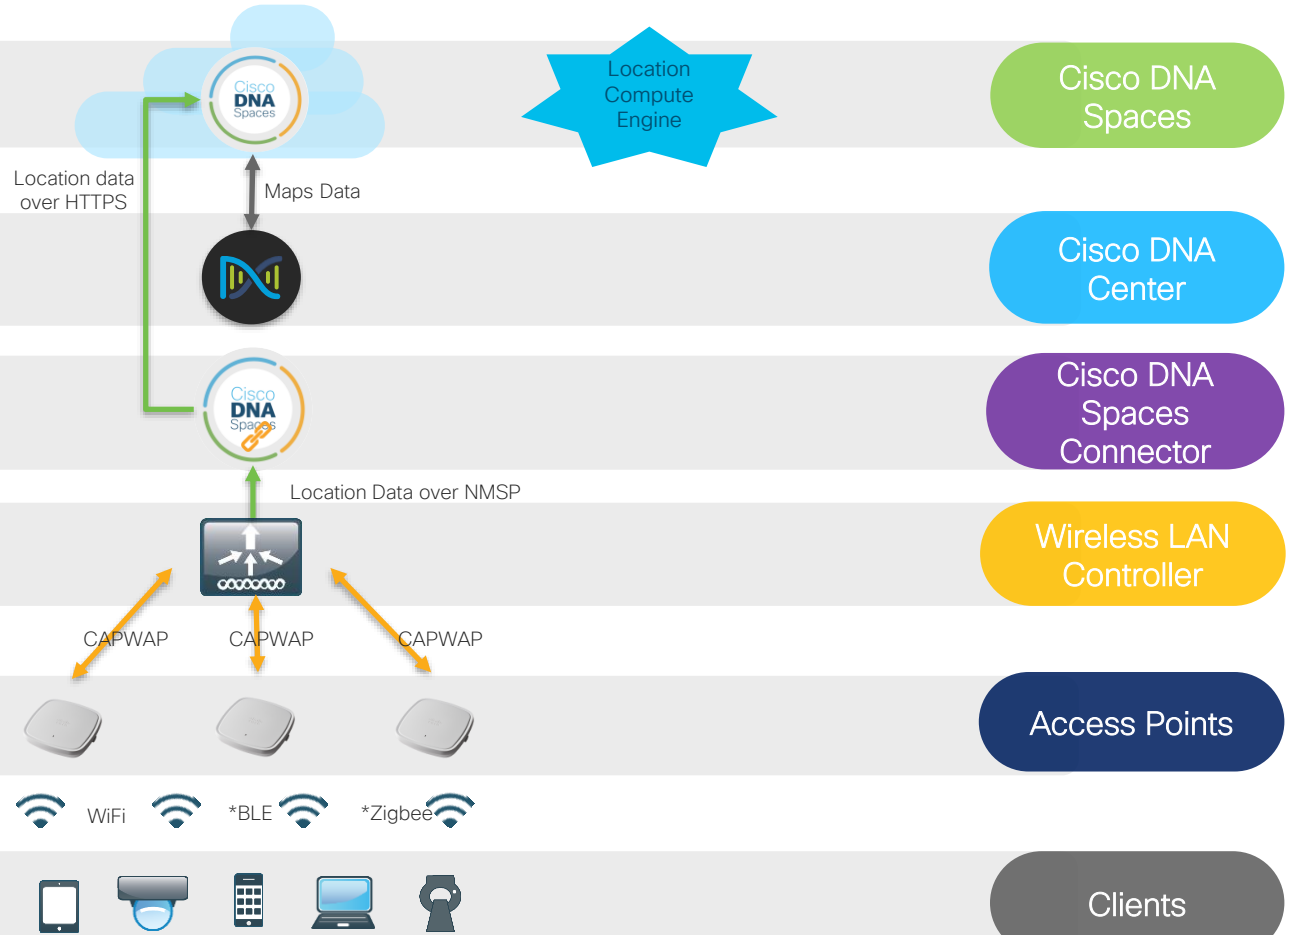 Cisco
DNA
Spaces
Location
Compute
Engine
Cisco DNA
Spaces
Location data
over HTTPS
Maps Data
Cisco DNA
Center
Cisco
DNA
Spaces
Cisco DNA
Spaces
Connector
Location Data over NMSP
Wireless LAN
Controller
CAPWAP
CAPWAP
CAPWAP
Access Points
WiFi
*BLE
*Zigbee
Clients